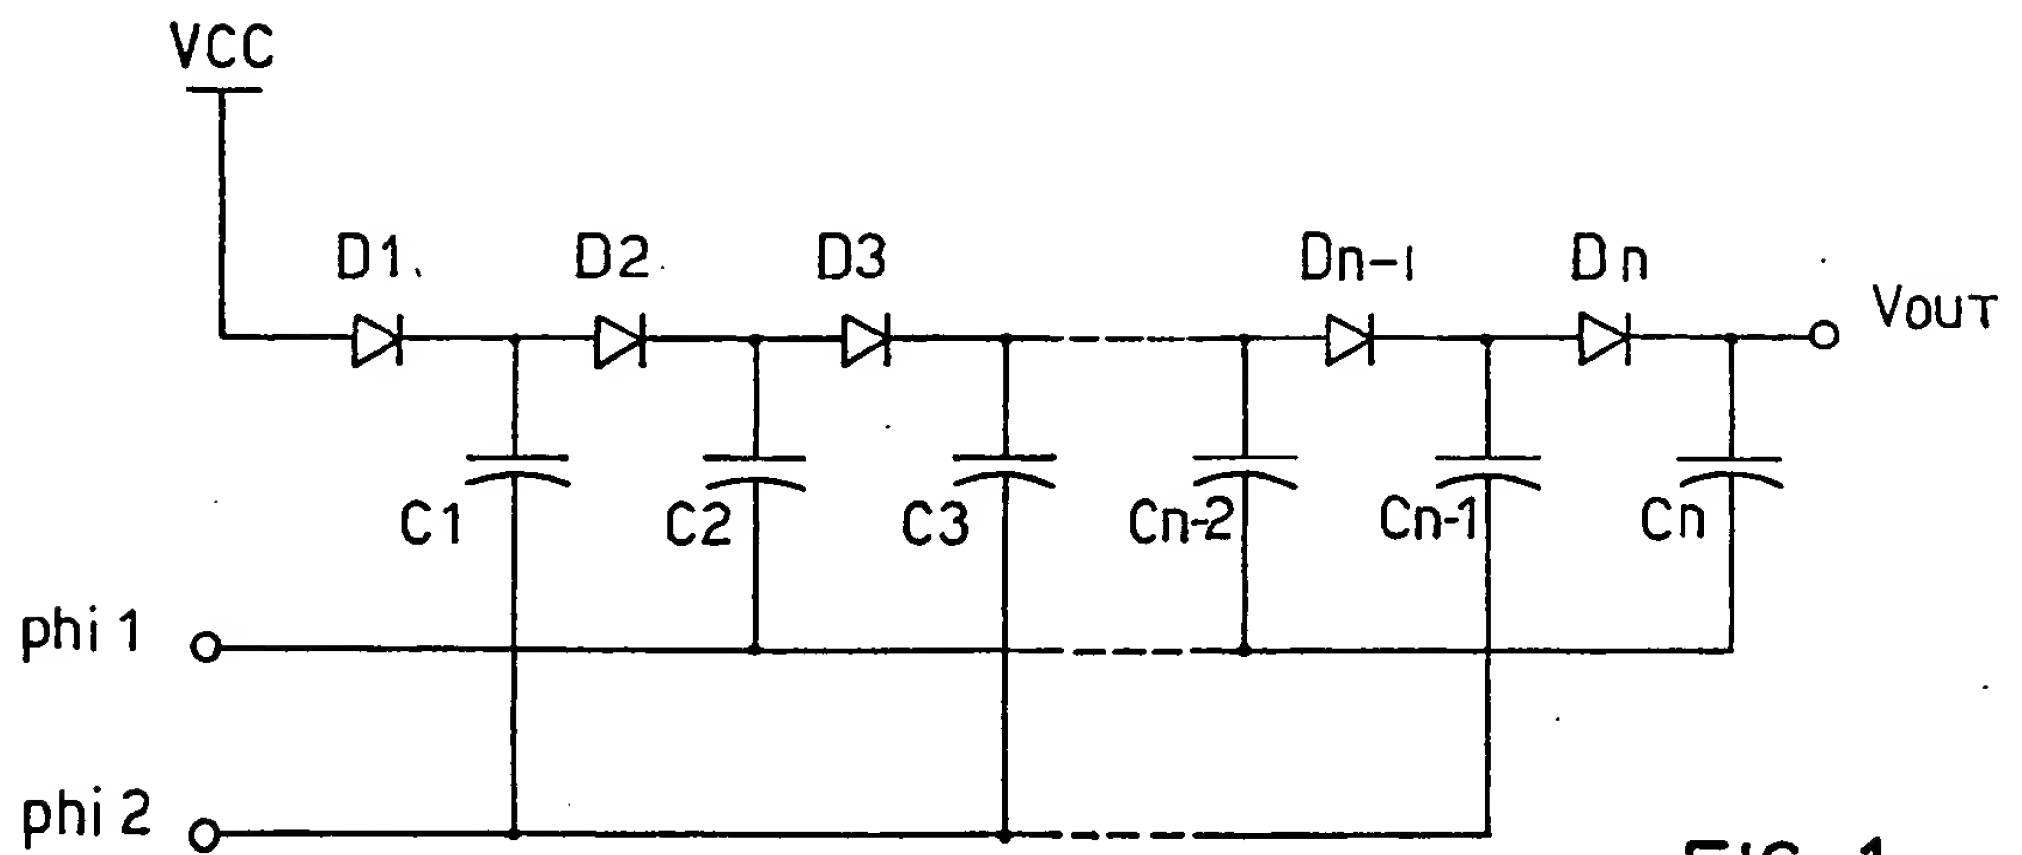 VCC
D1 D2 D3 Dn-1 Dn VOUT
C1 C2 C3 Cn-2 Cn-1 Cn
phi 1
phi 2